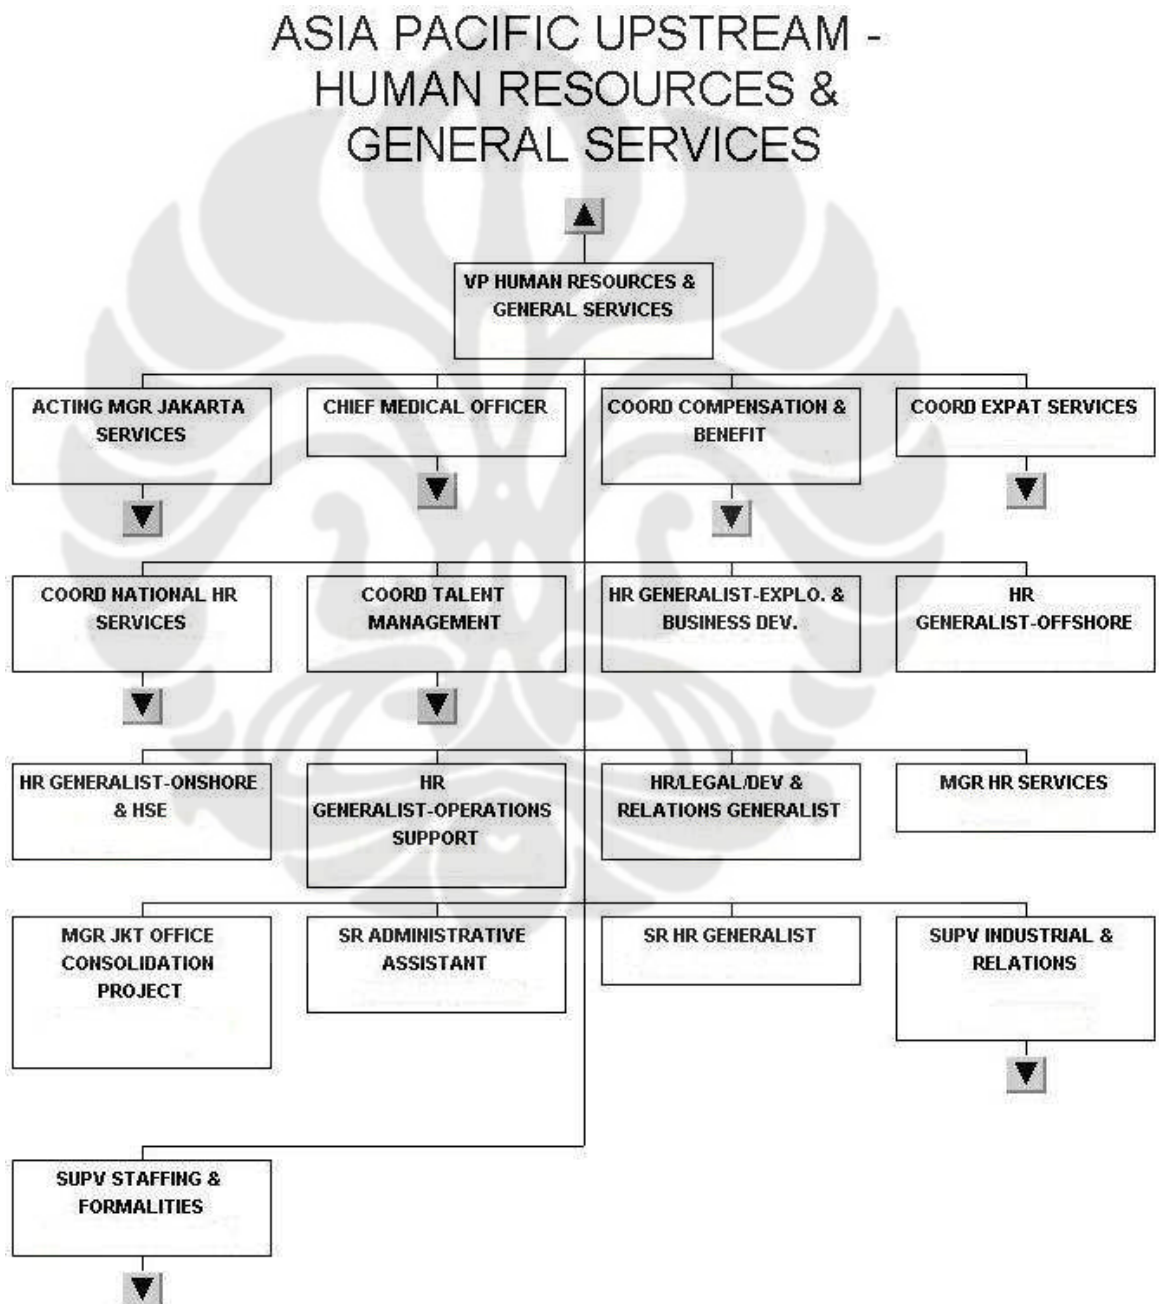 ASIA PACIFIC UPSTREAM -
HUMAN RESOURCES &
GENERAL SERVICES
VP HUMAN RESOURCES &
GENERAL SERVICES
ACTING MGR JAKARTA
SERVICES
CHIEF MEDICAL OFFICER
COORD COMPENSATION &
BENEFIT
COORD EXPAT SERVICES
COORD NATIONAL HR
SERVICES
COORD TALENT
MANAGEMENT
HR GENERALIST-EXPLO. &
BUSINESS DEV.
HR
GENERALIST-OFFSHORE
HR GENERALIST-ONSHORE
& HSE
HR
GENERALIST-OPERATIONS
SUPPORT
HR/LEGAL/DEV &
RELATIONS GENERALIST
MGR HR SERVICES
MGR JKT OFFICE
CONSOLIDATION
PROJECT
SR ADMINISTRATIVE
ASSISTANT
SR HR GENERALIST
SUPV INDUSTRIAL &
RELATIONS
SUPV STAFFING &
FORMALITIES